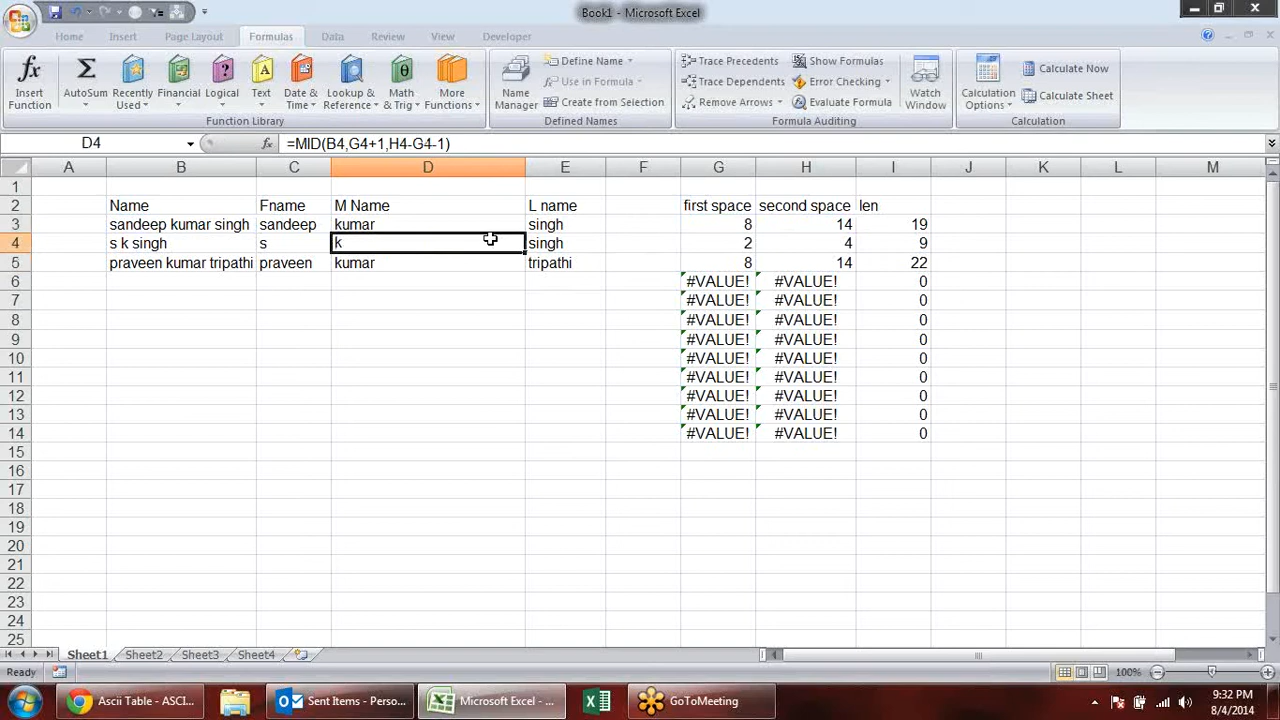 Book1 - Microsoft Excel
Home Insert Page Layout Formulas Data Review View Developer
fx Insert Function
Σ AutoSum
Recently Used
Financial
Logical
Text
Date & Time
Lookup & Reference
Math & Trig
More Functions
Function Library
Name Manager
Define Name
Use in Formula
Create from Selection
Defined Names
Trace Precedents
Trace Dependents
Remove Arrows
Show Formulas
Error Checking
Evaluate Formula
Watch Window
Formula Auditing
Calculation Options
Calculate Now
Calculate Sheet
Calculation
D4 fx =MID(B4,G4+1,H4-G4-1)
A B C D E F G H I J K L M
1
2 Name Fname M Name L name first space second space len
3 sandeep kumar singh sandeep kumar singh 8 14 19
4 s k singh s k singh 2 4 9
5 praveen kumar tripathi praveen kumar tripathi 8 14 22
6 #VALUE! #VALUE! 0
7 #VALUE! #VALUE! 0
8 #VALUE! #VALUE! 0
9 #VALUE! #VALUE! 0
10 #VALUE! #VALUE! 0
11 #VALUE! #VALUE! 0
12 #VALUE! #VALUE! 0
13 #VALUE! #VALUE! 0
14 #VALUE! #VALUE! 0
15
16
17
18
19
20
21
22
23
24
25
Sheet1 Sheet2 Sheet3 Sheet4
Ready 100%
Ascii Table - ASCI... Sent Items - Perso... Microsoft Excel - ... GoToMeeting
9:32 PM
8/4/2014